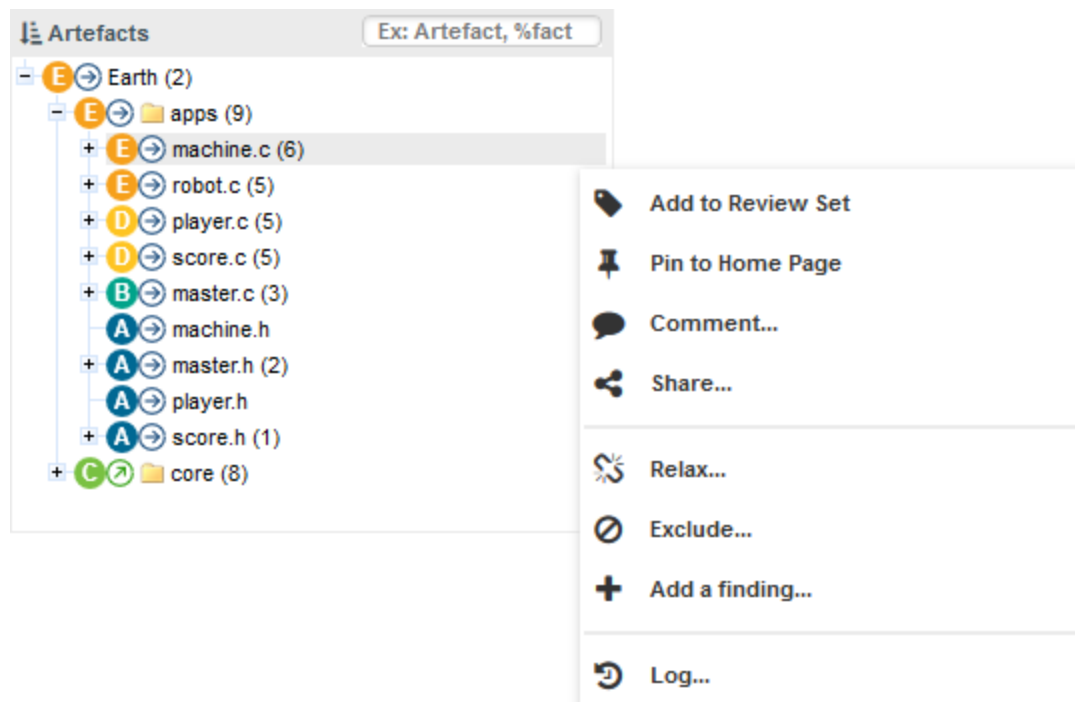 Artefacts Ex: Artefact, %fact
E Earth (2)
E apps (9)
E machine.c (6)
E robot.c (5)
D player.c (5)
D score.c (5)
B master.c (3)
A machine.h
A master.h (2)
A player.h
A score.h (1)
C core (8)
Add to Review Set
Pin to Home Page
Comment...
Share...
Relax...
Exclude...
Add a finding...
Log...